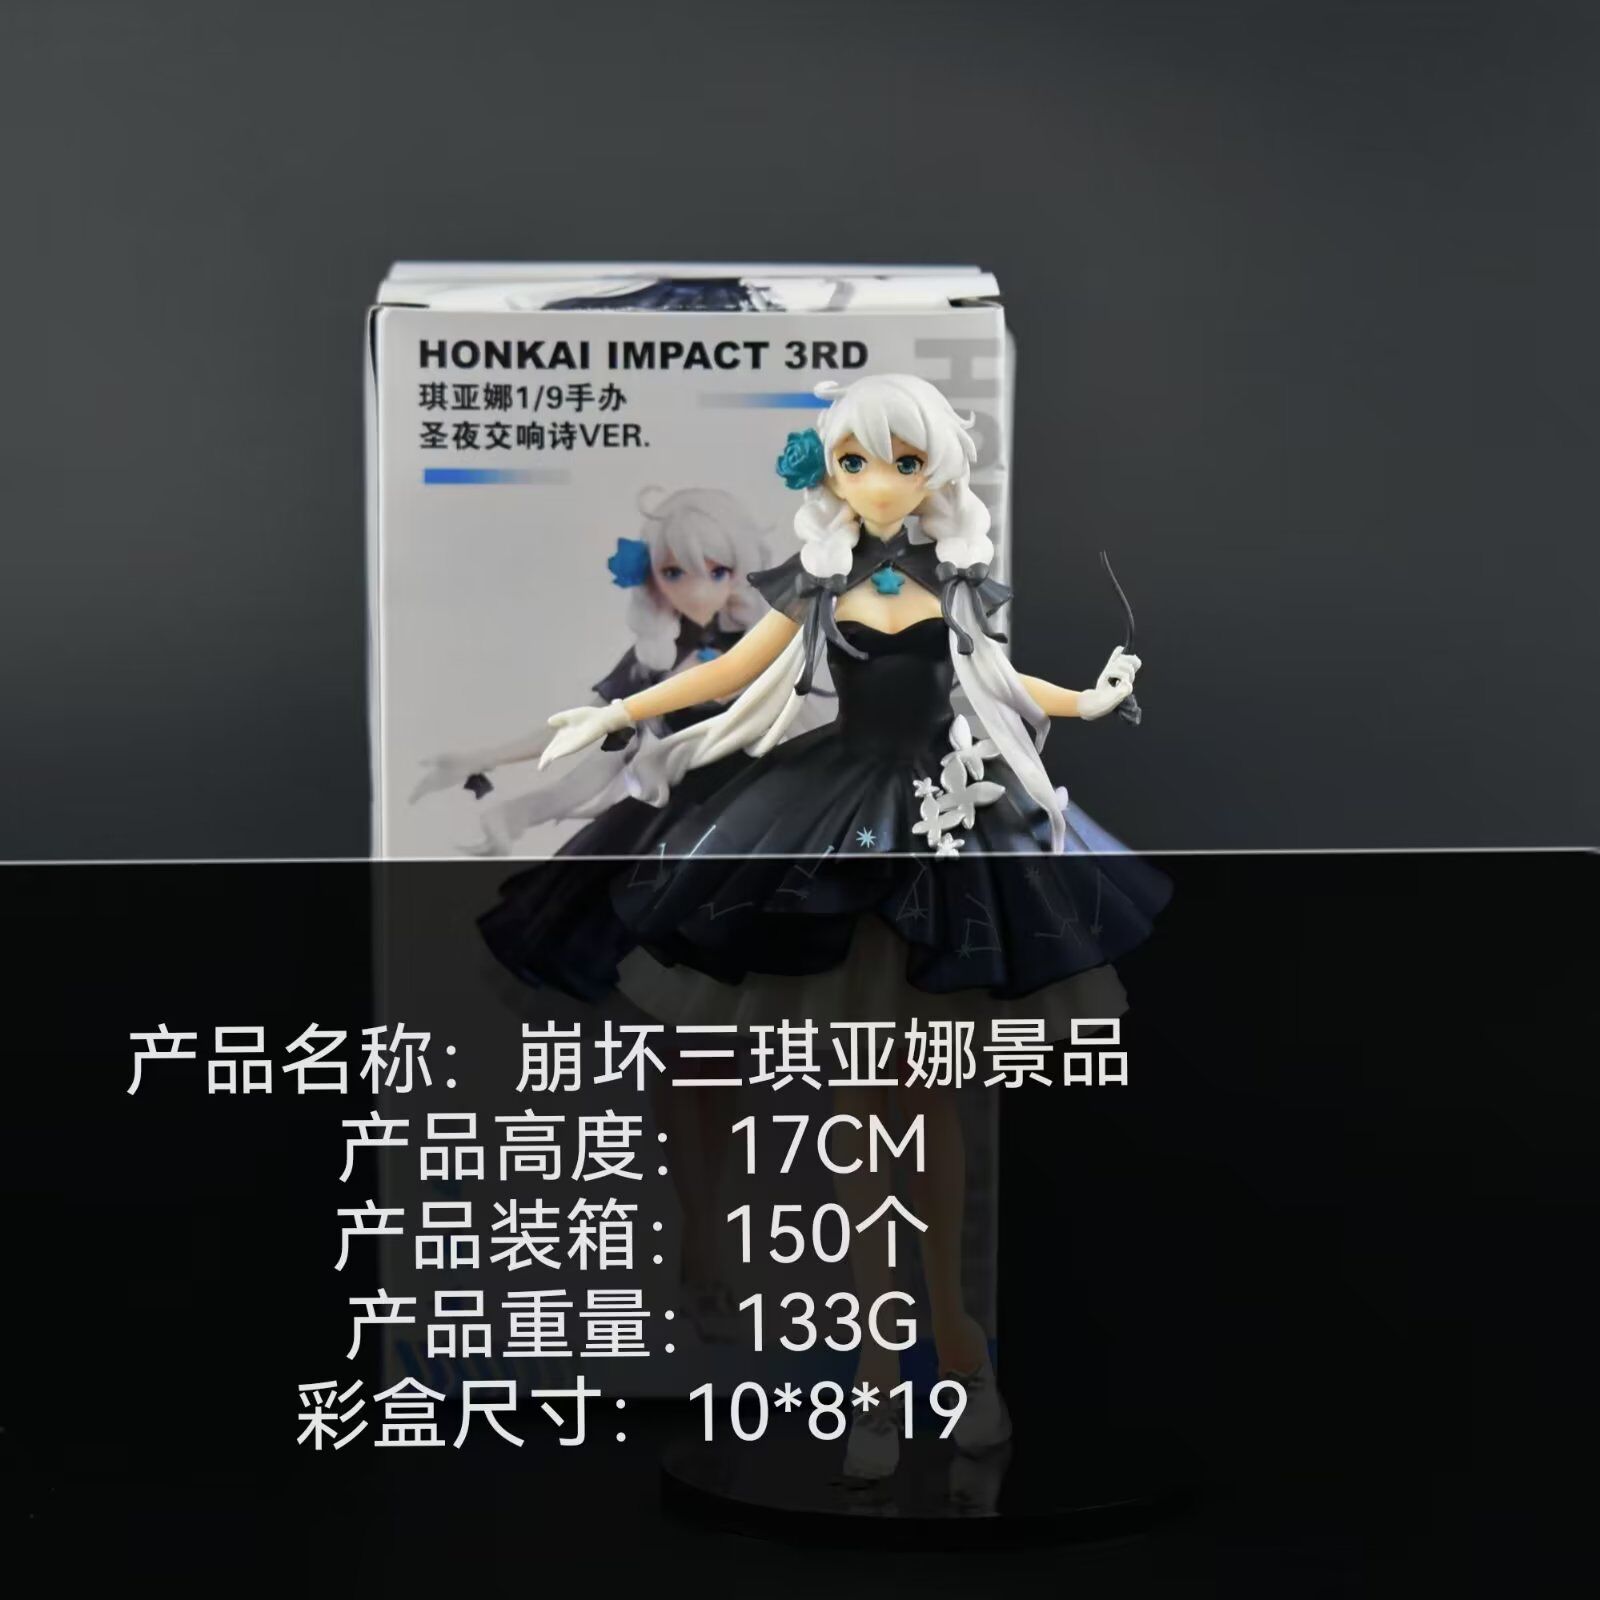 HONKAI IMPACT 3RD
琪亚娜1/9手办
圣夜交响诗VER.
产品名称：崩坏三琪亚娜景品
产品高度：17CM
产品装箱：150个
产品重量：133G
彩盒尺寸：10*8*19